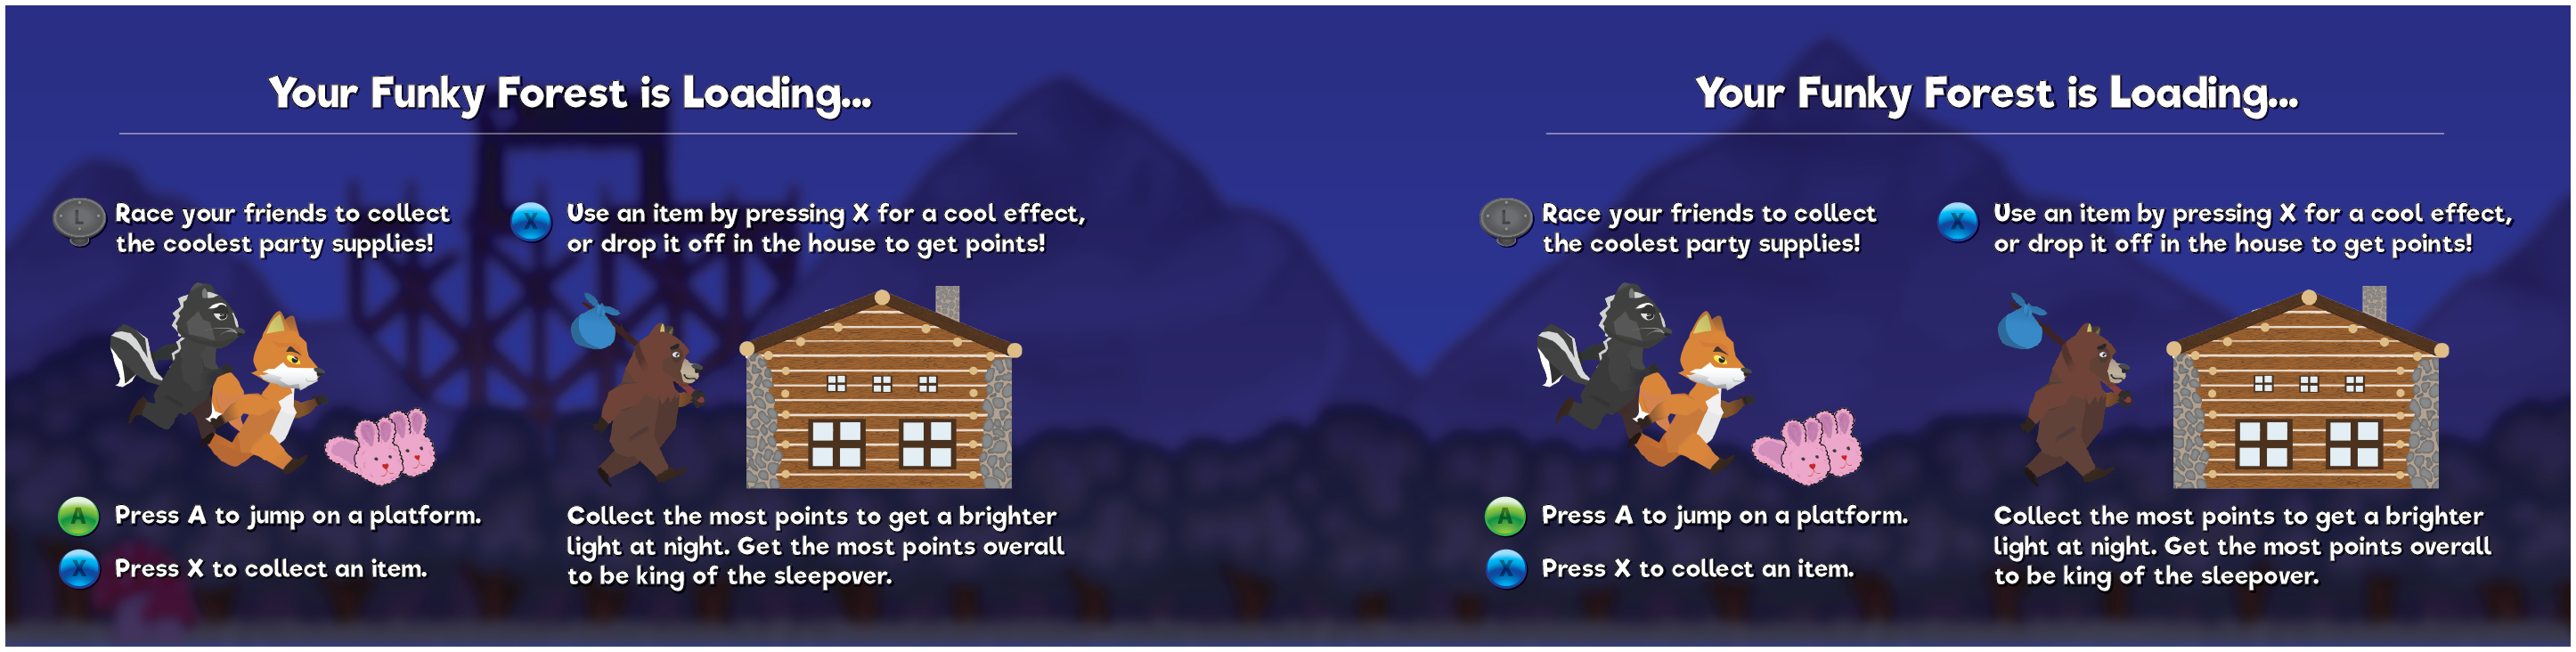 Your Funky Forest is Loading...
L
Race your friends to collect
the coolest party supplies!
X
Use an item by pressing X for a cool effect,
or drop it off in the house to get points!
A
Press A to jump on a platform.
X
Press X to collect an item.
Collect the most points to get a brighter
light at night. Get the most points overall
to be king of the sleepover.
Your Funky Forest is Loading...
L
Race your friends to collect
the coolest party supplies!
X
Use an item by pressing X for a cool effect,
or drop it off in the house to get points!
A
Press A to jump on a platform.
X
Press X to collect an item.
Collect the most points to get a brighter
light at night. Get the most points overall
to be king of the sleepover.